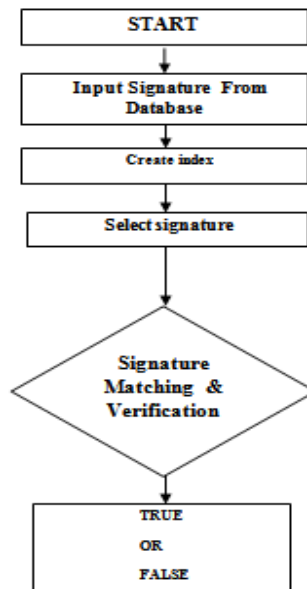 START
Input Signature From
Database
Create index
Select signature
Signature
Matching & 
Verification
TRUE
OR
FALSE